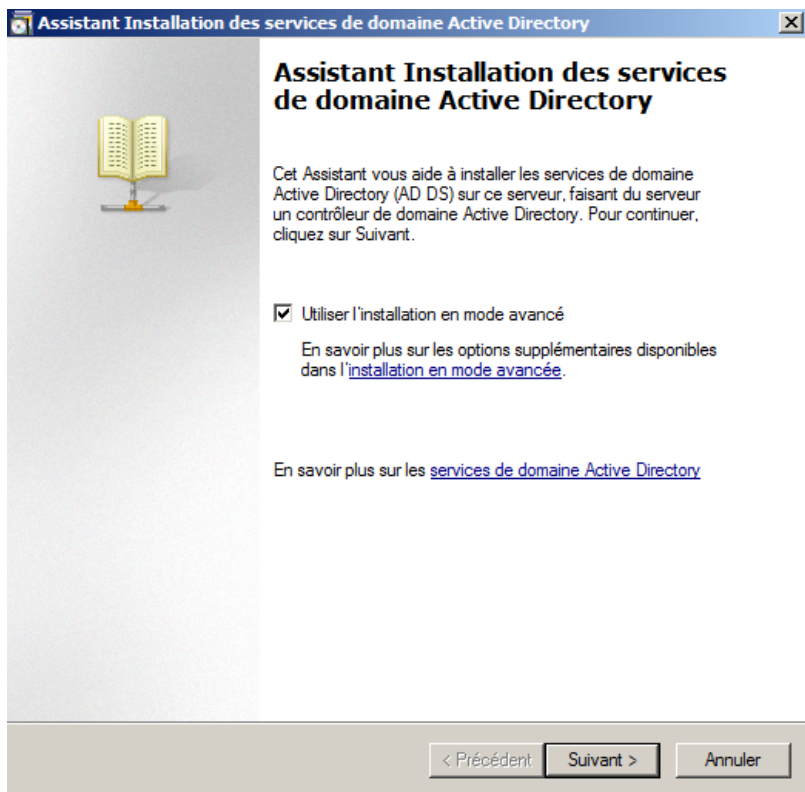 Assistant Installation des services de domaine Active Directory
Assistant Installation des services
de domaine Active Directory
Cet Assistant vous aide à installer les services de domaine
Active Directory (AD DS) sur ce serveur, faisant du serveur
un contrôleur de domaine Active Directory. Pour continuer,
cliquez sur Suivant.
Utiliser l'installation en mode avancé
En savoir plus sur les options supplémentaires disponibles
dans l'installation en mode avancée.
En savoir plus sur les services de domaine Active Directory
< Précédent Suivant > Annuler